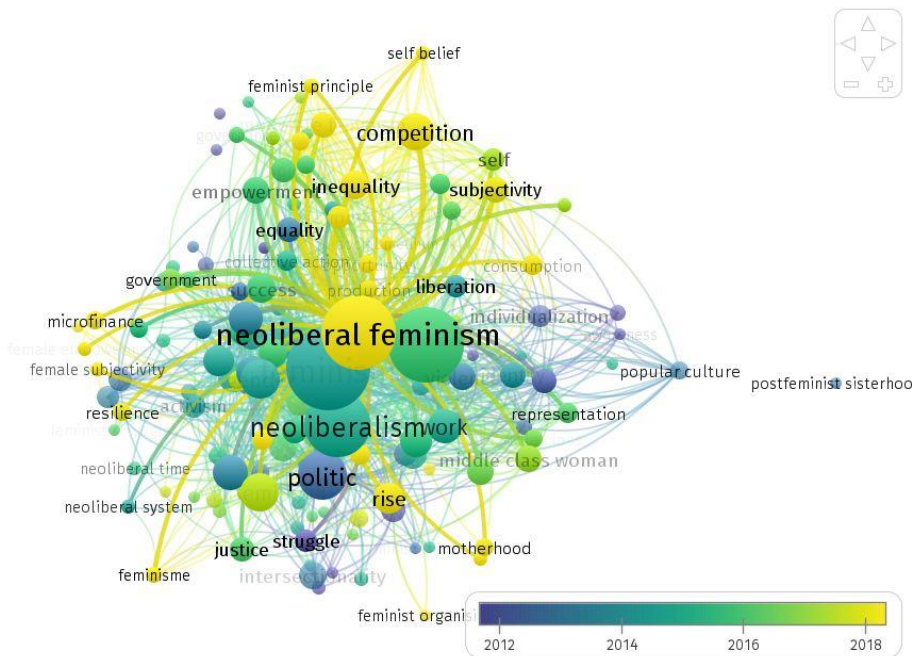 self belief
feminist principle
competition
self
empowerment
inequality
subjectivity
equality
collective action
consumption
government
success
production
liberation
microfinance
individualization
neoliberal feminism
female subjectivity
popular culture
postfeminist sisterhoo
resilience
activism
representation
neoliberalism
work
middle class woman
neoliberal time
politic
rise
neoliberal system
justice
struggle
motherhood
feminisme
intersectionality
feminist organis
2012
2014
2016
2018